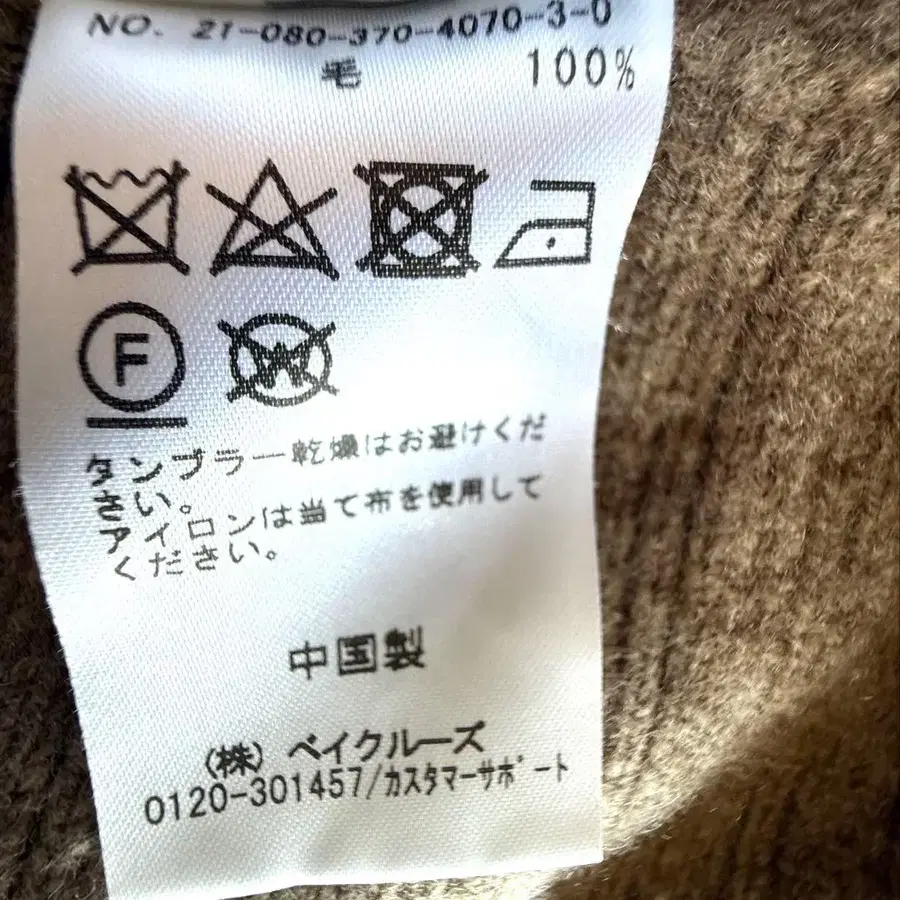 NO. 21-080-370-4070-3-0
毛 100%
F
W
タンブラー乾燥はお避けくだ
さい。
アイロンは当て布を使用して
ください。
中国製
(株) ベイクルーズ
0120-301457/カスタマーサポート